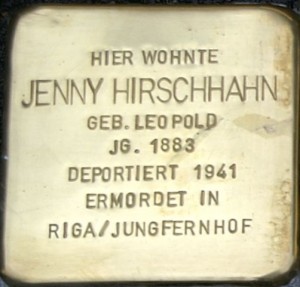 HIER WOHNTE
JENNY HIRSCHHAHN
GEB. LEOPOLD
JG. 1883
DEPORTIERT 1941
ERMORDET IN
RIGA/JUNGFERNHOF